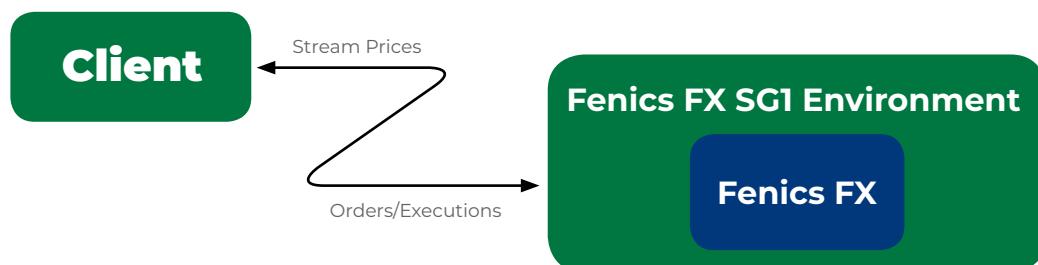 Client
Stream Prices
Fenics FX SG1 Environment
Fenics FX
Orders/Executions